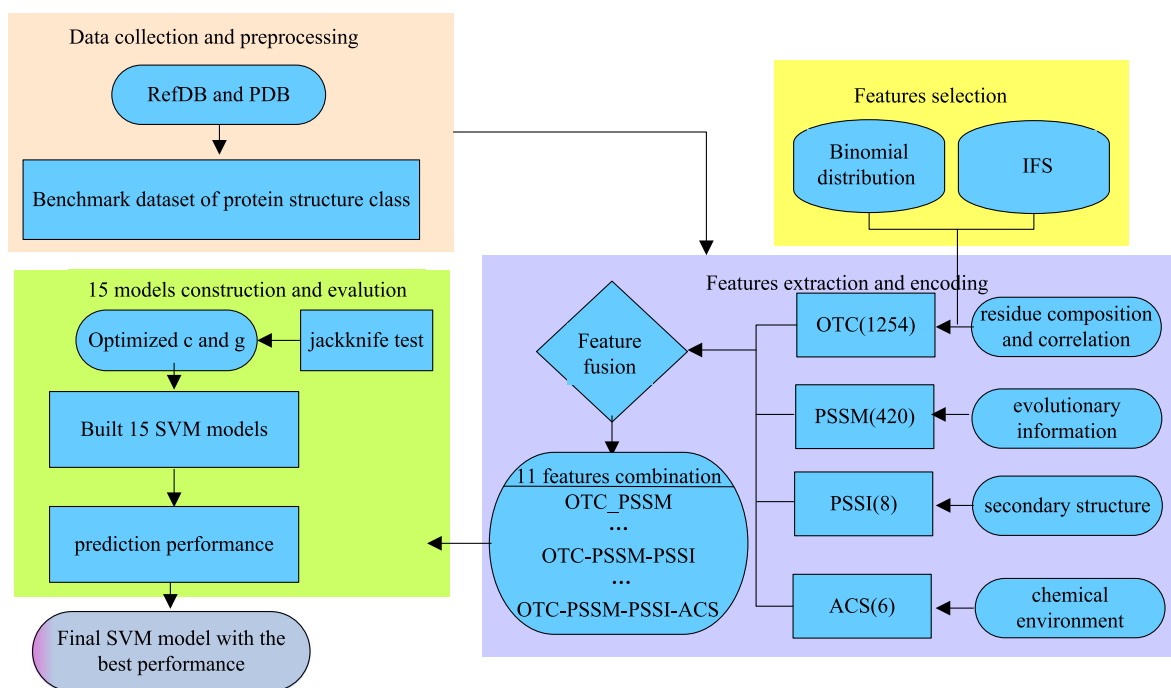 Data collection and preprocessing
RefDB and PDB
Benchmark dataset of protein structure class
Features selection
Binomial
distribution
IFS
15 models construction and evalution
Optimized c and g
jackknife test
Built 15 SVM models
prediction performance
Final SVM model with the
best performance
Features extraction and encoding
Feature
fusion
11 features combination
OTC_PSSM
...
OTC-PSSM-PSSI
...
OTC-PSSM-PSSI-ACS
OTC(1254)
residue composition
and correlation
PSSM(420)
evolutionary
information
PSSI(8)
secondary structure
ACS(6)
chemical
environment